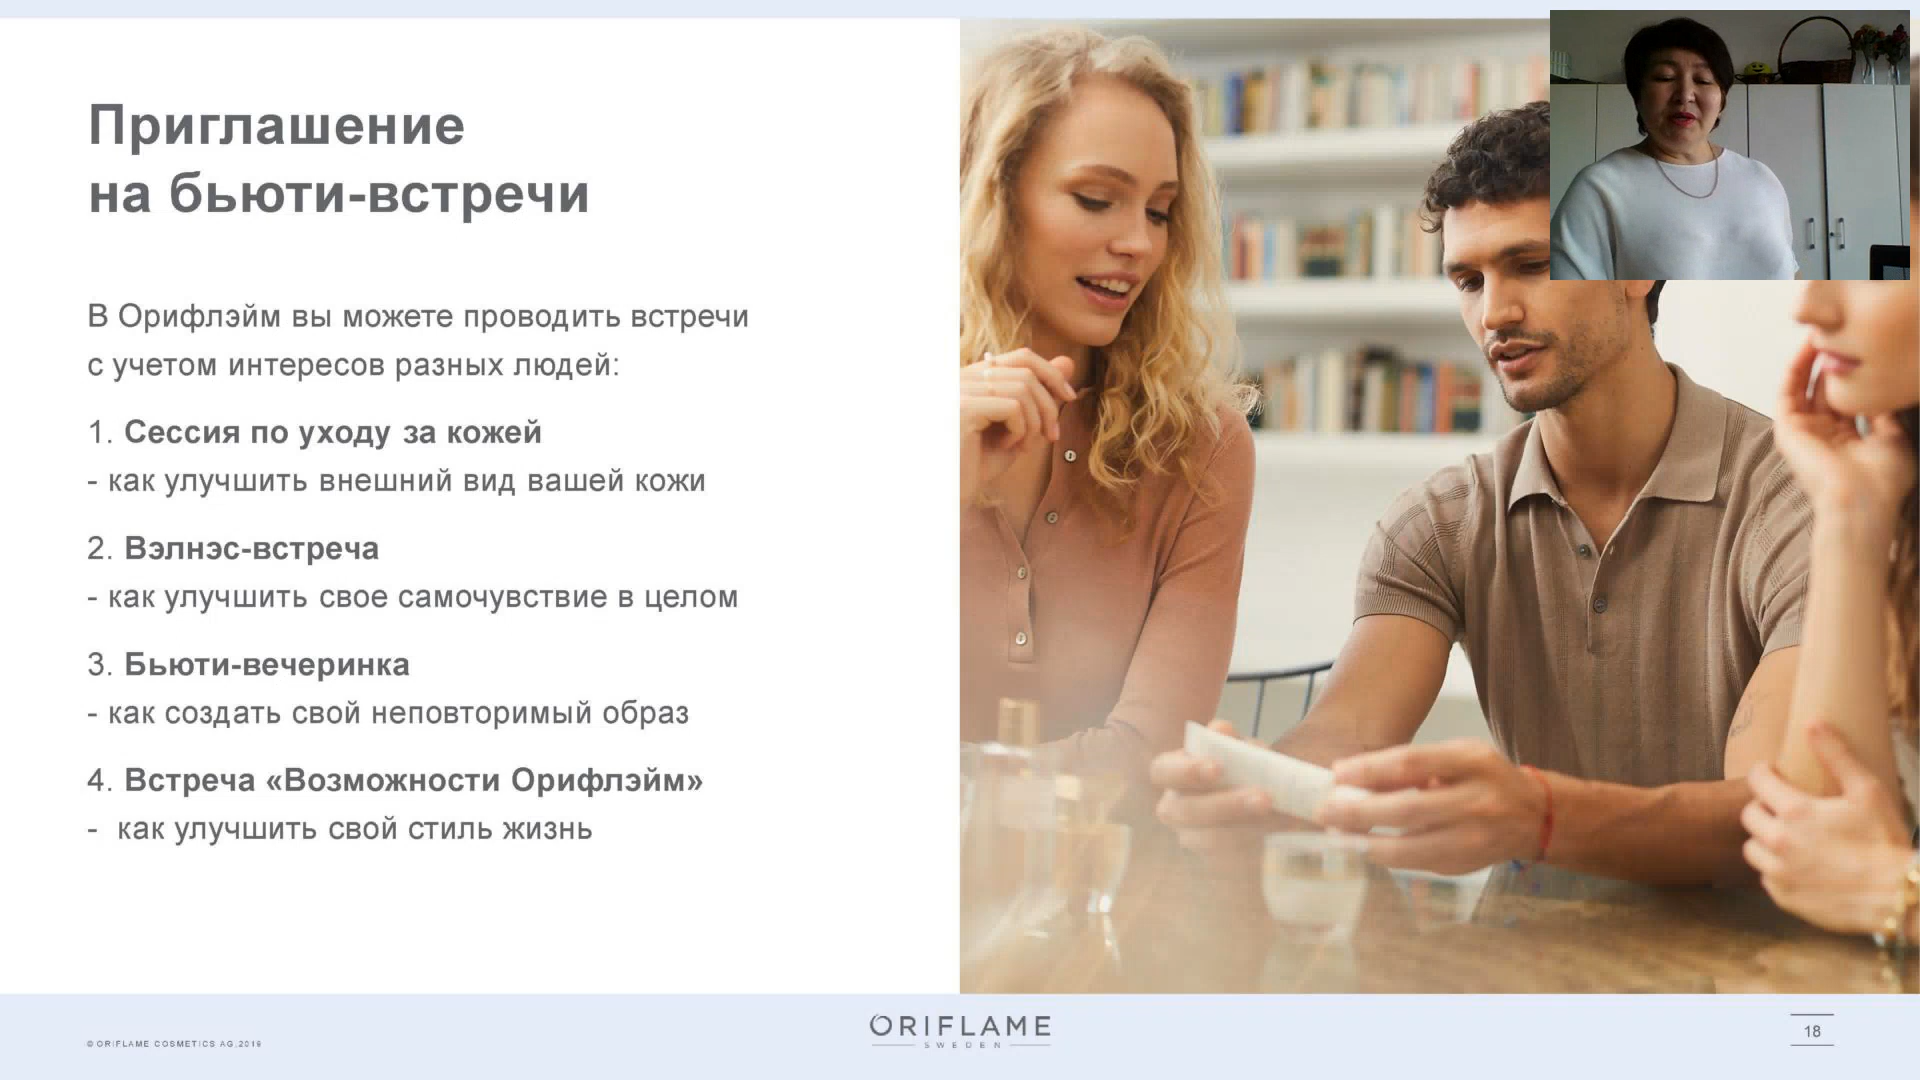 Приглашение
на бьюти-встречи
В Орифлэйм вы можете проводить встречи
с учетом интересов разных людей:
1. Сессия по уходу за кожей
- как улучшить внешний вид вашей кожи
2. Вэлнэс-встреча
- как улучшить свое самочувствие в целом
3. Бьюти-вечеринка
- как создать свой неповторимый образ
4. Встреча «Возможности Орифлэйм»
- как улучшить свой стиль жизнь
© ORIFLAME COSMETICS AG,2019
ORIFLAME
SWEDEN
18